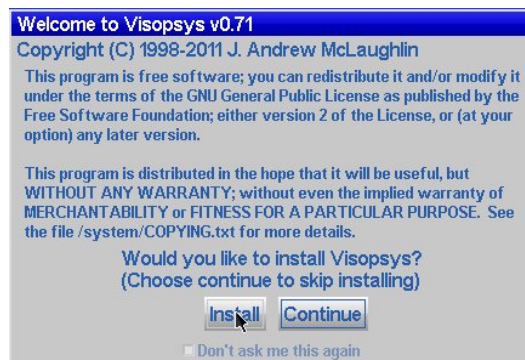 Welcome to Visopsys v0.71
Copyright (C) 1998-2011 J. Andrew McLaughlin
This program is free software; you can redistribute it and/or modify it
under the terms of the GNU General Public License as published by the
Free Software Foundation; either version 2 of the License, or (at your
option) any later version.
This program is distributed in the hope that it will be useful, but
WITHOUT ANY WARRANTY; without even the implied warranty of
MERCHANTABILITY or FITNESS FOR A PARTICULAR PURPOSE. See
the file /system/COPYING.txt for more details.
Would you like to install Visopsys?
(Choose continue to skip installing)
Install Continue
Don't ask me this again